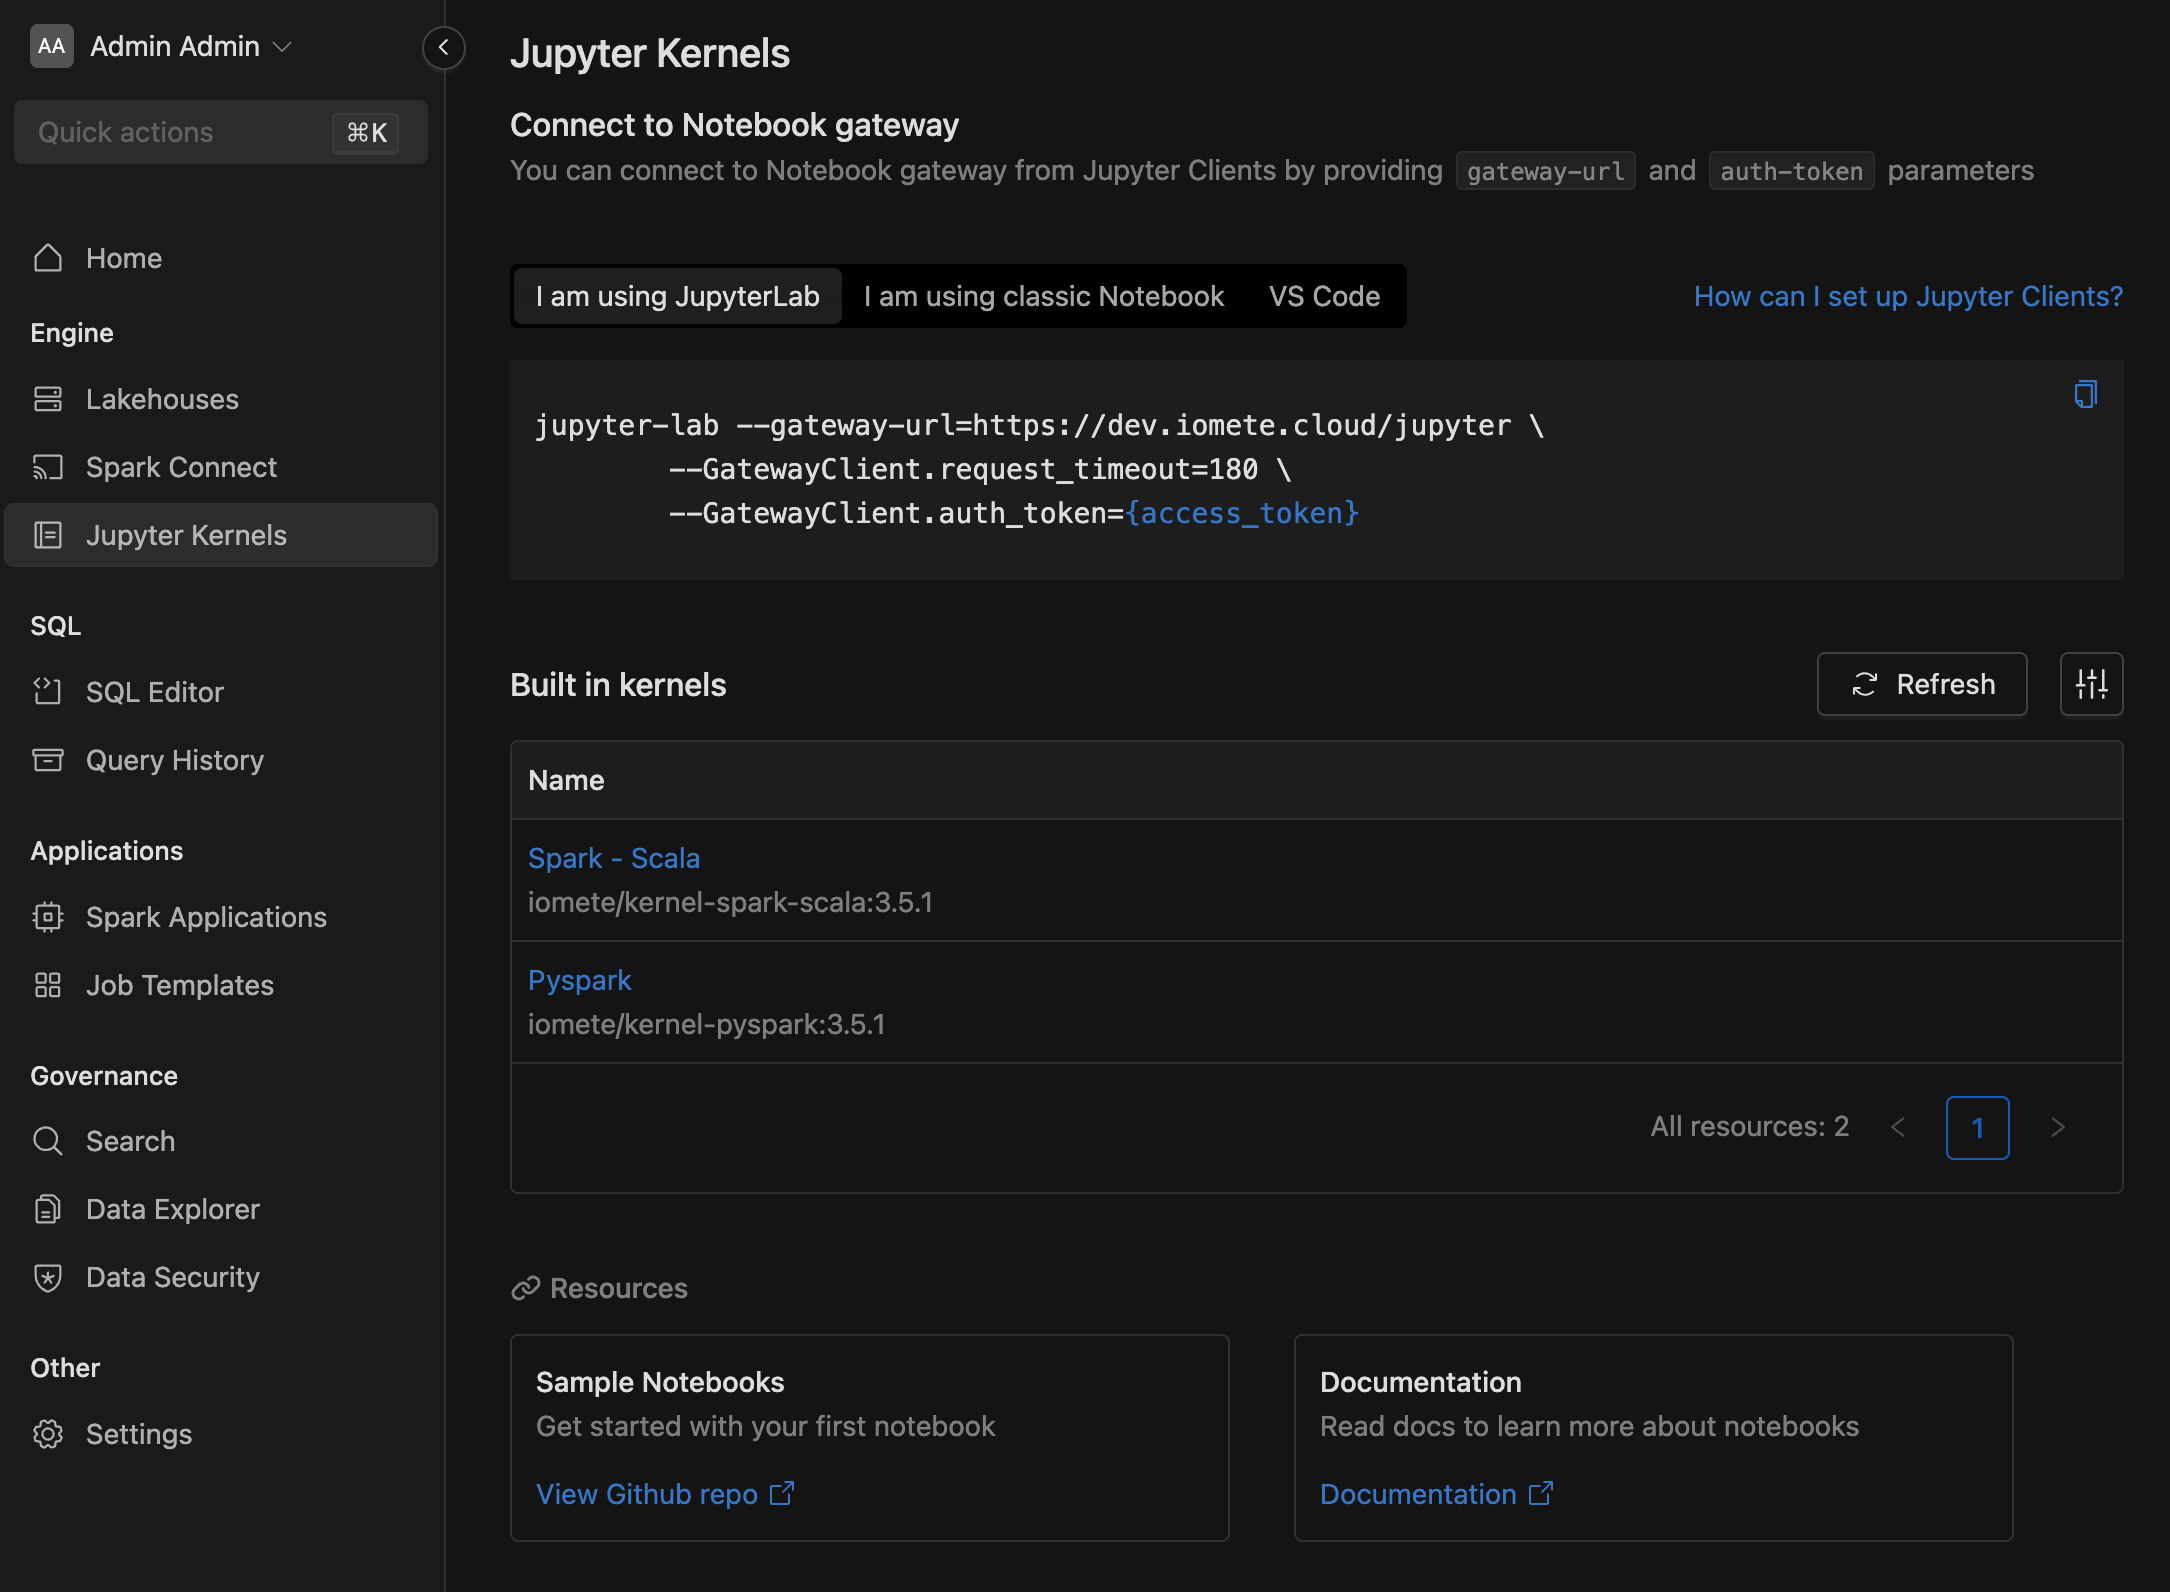 AA Admin Admin
Quick actions ⌘K
Home
Engine
Lakehouses
Spark Connect
Jupyter Kernels
SQL
SQL Editor
Query History
Applications
Spark Applications
Job Templates
Governance
Search
Data Explorer
Data Security
Other
Settings
Jupyter Kernels
Connect to Notebook gateway
You can connect to Notebook gateway from Jupyter Clients by providing gateway-url and auth-token parameters
I am using JupyterLab I am using classic Notebook VS Code
How can I set up Jupyter Clients?
jupyter-lab --gateway-url=https://dev.iomete.cloud/jupyter \
--GatewayClient.request_timeout=180 \
--GatewayClient.auth_token={access_token}
Built in kernels
Refresh
Name
Spark - Scala
iomete/kernel-spark-scala:3.5.1
Pyspark
iomete/kernel-pyspark:3.5.1
All resources: 2 < 1 >
Resources
Sample Notebooks
Get started with your first notebook
View Github repo
Documentation
Read docs to learn more about notebooks
Documentation